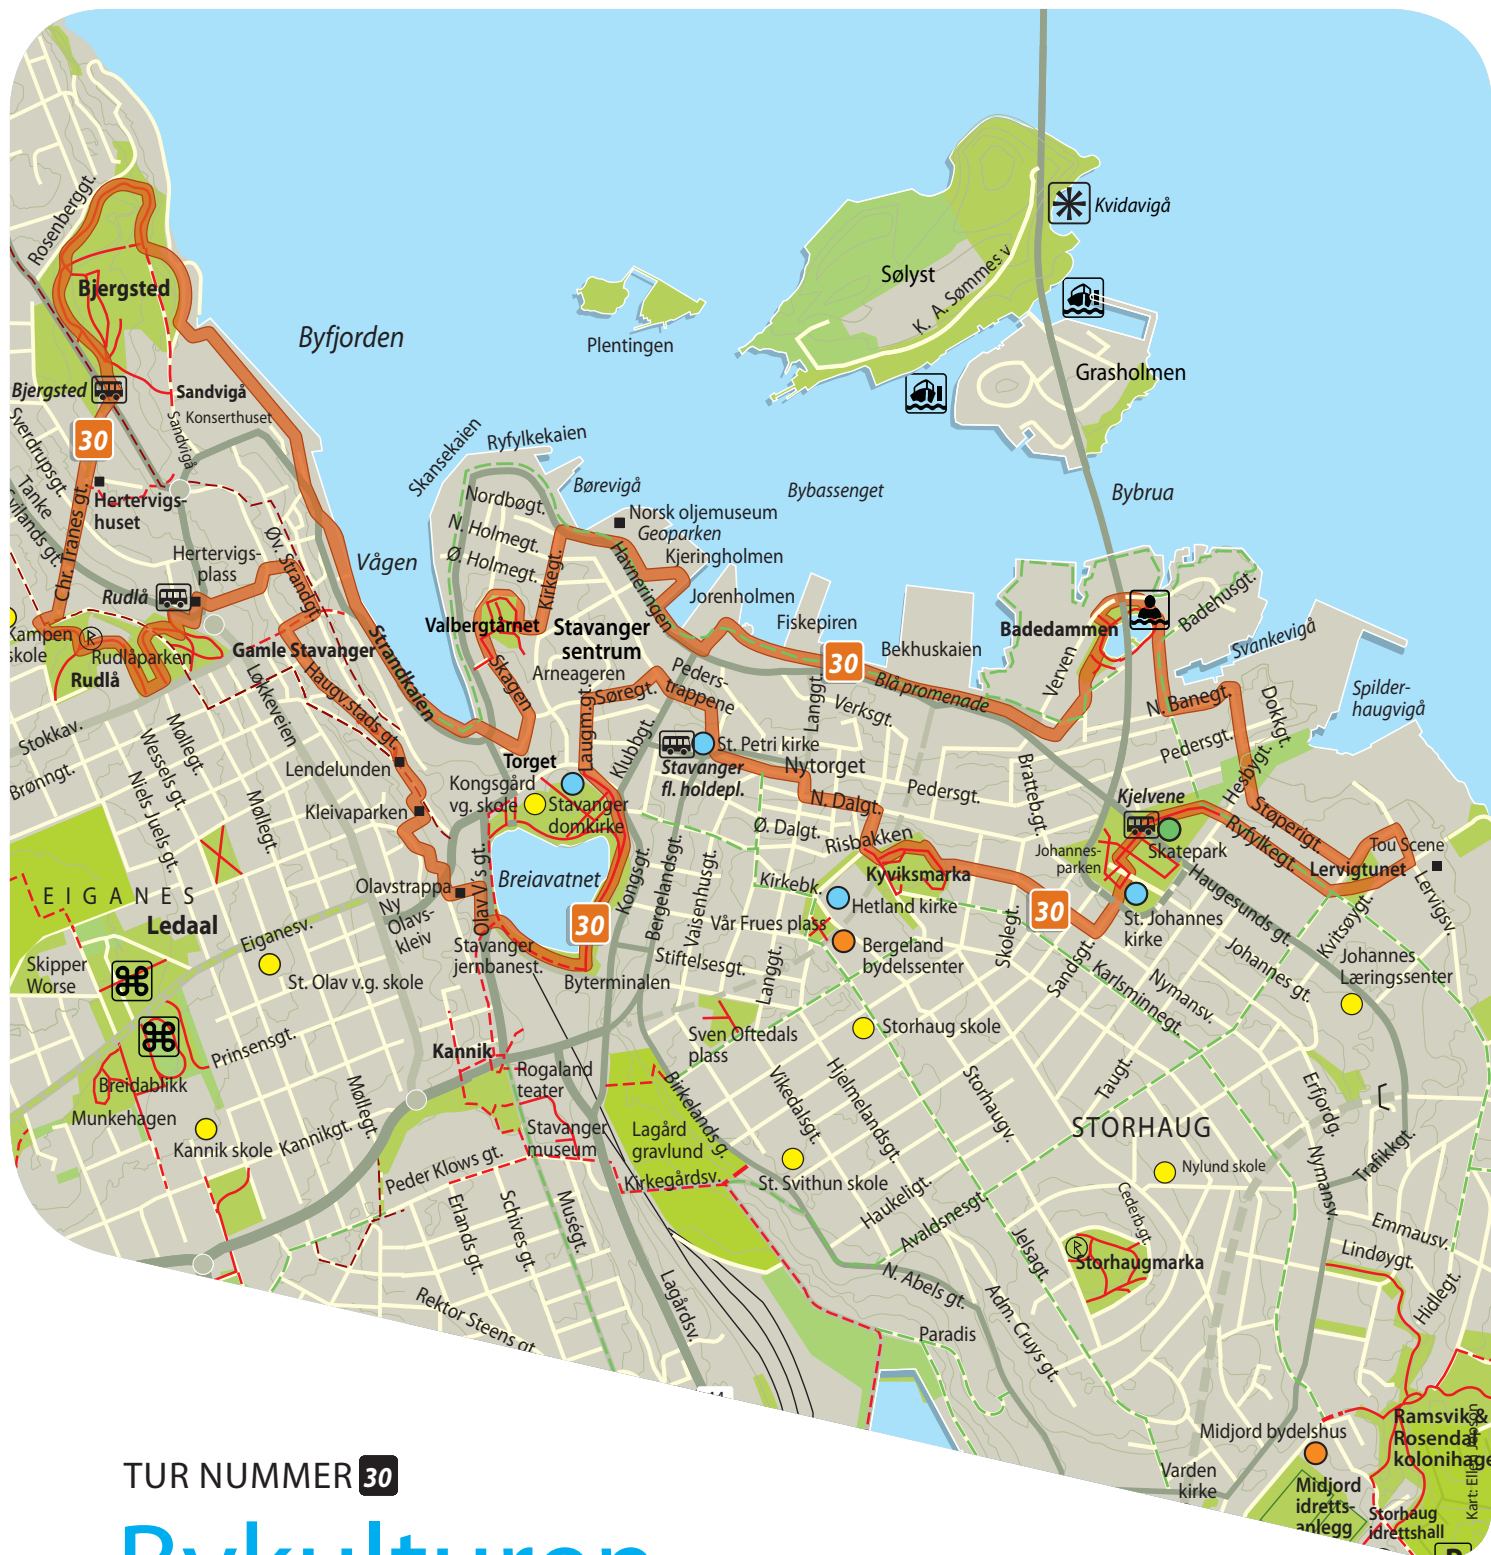 Rosenberggt.
Bjergsted
Byfjorden
Plentingen
Sølyst
K. A. Sømmes v
Kvidavigå
Grasholmen
Bjergsted
Sandvigå
Konserthuset
Sandvigå
30
Sverdrupsgt.
Tanke
Hertervigs-
huset
Chr. Tranes gt.
Hertervigs-
plass
Øv. Strandgt.
Rudlå
Vågen
Skansekaien
Ryfylkekaien
Børevigå
Nordbøgt.
N. Holmegt.
Ø. Holmegt.
Kirkegt.
Norsk oljemuseum
Geoparken
Kjeringholmen
Havneringen
Jorenholmen
Fiskepiren
Bybassenget
Bybrua
Bekhuskaien
30
Blå promenade
Badedammen
Verven
Badehusgt.
Svankevigå
Spilder-
haugvigå
Kampen
skole
Rudlåparken
Rudlå
Gamle Stavanger
Strandkaien
Haugv.stads gt.
Løkkeveien
Valbergtårnet
Stavanger
sentrum
Arneageren
Skagen
Søregt.
Laugm.gt.
Klubbgt.
Peders-
trappene
Langgt.
Verksgt.
St. Petri kirke
Nytorget
Stavanger
fl. holdepl.
N. Dalgt.
Ø. Dalgt.
Pedersgt.
Risbakken
Bratteb.gt.
N. Banegt.
Dokkgt.
Pedersgt.
Hesbygt.
Kjelvene
Skatepark
Johannes-
parken
Støperigt.
Ryfylkegt.
Tou Scene
Lervigtunet
Lervigsv.
Stokkav.
Brønngt.
Møllegt.
Wessels gt.
Niels Juels gt.
Møllegt.
Lendelunden
Kleivaparken
Torget
Kongsgård
vg. skole
Stavanger
domkirke
Breiavatnet
Olav V's gt.
Olavstrappa
Ny
Olavs-
kleiv
30
Kongsgt.
Bergelandsgt.
Vaisenhusgt.
Kirkebk.
Kyviksmarka
Hetland kirke
Vår Frues plass
Bergeland
bydelssenter
Stiftelsesgt.
Langgt.
Skolegt.
30
St. Johannes
kirke
Sandsgt.
Karlsminnegt.
Nymansv.
Haugesunds gt.
Johannes gt.
Kvitsøygt.
Johannes
Læringssenter
EIGANES
Ledaal
Eiganesv.
Skipper
Worse
St. Olav v.g. skole
Stavanger
jernbanest.
Byterminalen
Sven Oftedals
plass
Storhaug skole
Prinsensgt.
Breidablikk
Munkehagen
Kannik skole
Kannikgt.
Møllegt.
Kannik
Rogaland
teater
Stavanger
museum
Lagård
gravlund
Kirkegårdsv.
Birkelands g.
Vikedalsgt.
Hjelmelandsgt.
Storhaugv.
Taugt.
STORHAUG
Erfjordg.
Trafikkgt.
Nymansv.
St. Svithun skole
Haukeligt.
Avaldsnesgt.
Nylund skole
Cederb.gt.
Jelsagt.
Storhaugmarka
Peder Klows gt.
Erlands gt.
Schives gt.
Muségt.
Lagårdsv.
Rektor Steens gt
N. Abels gt.
Adm. Cruys gt.
Paradis
Emmausv.
Lindøygt.
Hidlegt.
Midjord bydelshus
Ramsvik &
Rosendal
kolonihage
Varden
kirke
Midjord
idretts-
anlegg
Storhaug
idrettshall
TUR NUMMER 30
Bykulturen